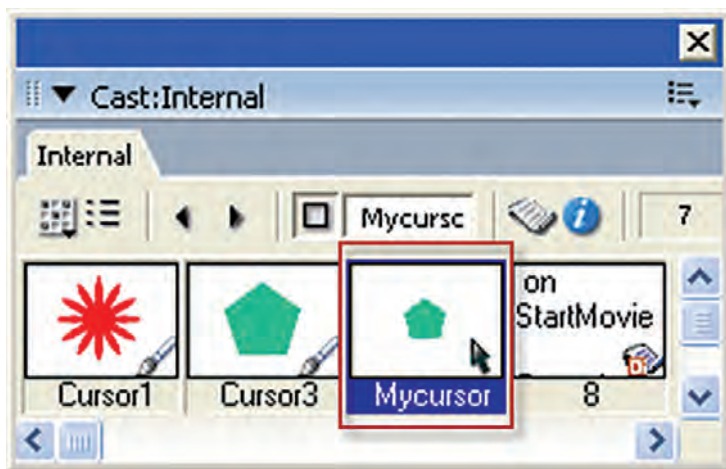 Cast:Internal
Internal
Mycursc
7
on
StartMovie
Cursor1
Cursor3
Mycursor
8